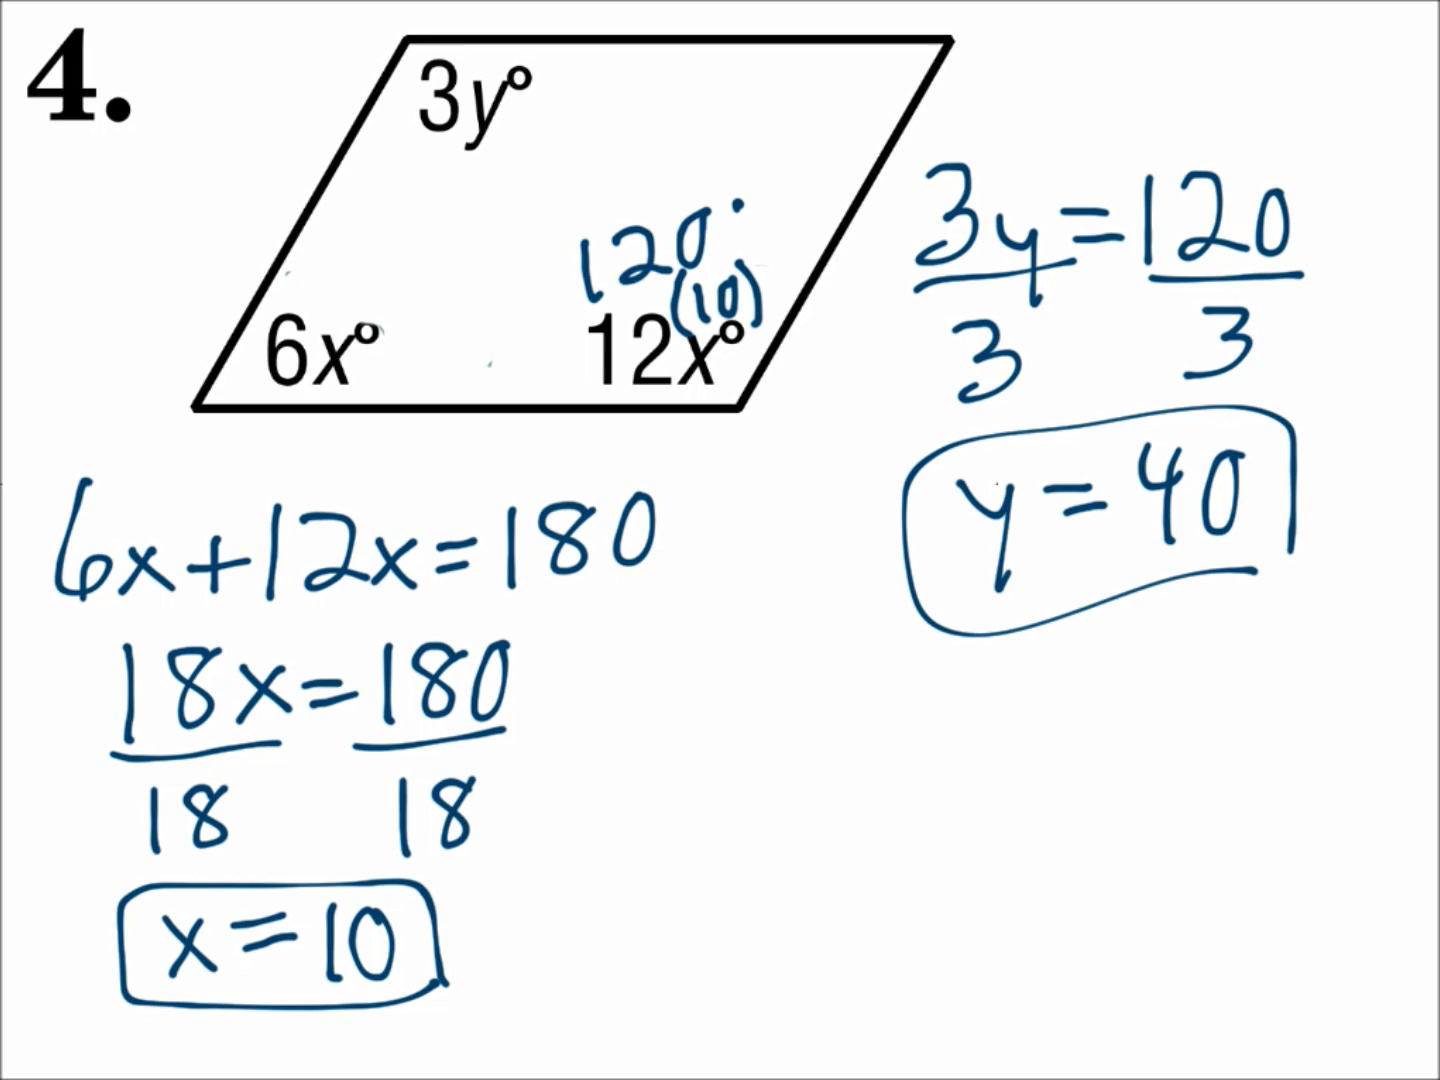 4.
3y°
120°
(10)
6x°
12x°
3y=120
3 3
y = 40
6x+12x=180
18x=180
18 18
x=10